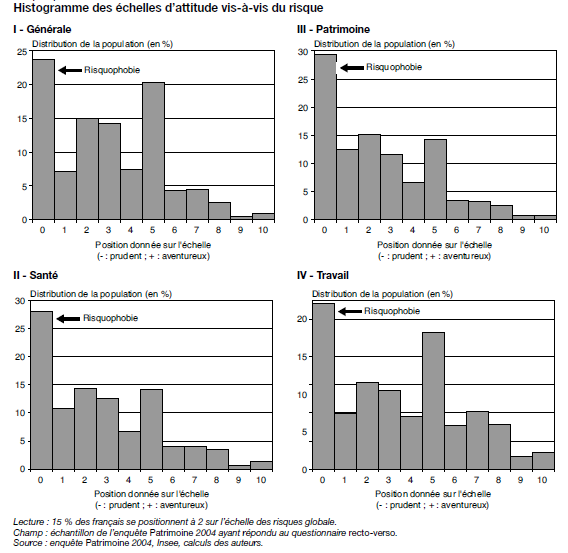 Histogramme des échelles d'attitude vis-à-vis du risque
I - Générale
Distribution de la population (en %)
25
20
15
10
5
0
Risquophobie
0 1 2 3 4 5 6 7 8 9 10
Position donnée sur l'échelle
(- : prudent ; + : aventureux)
II - Santé
Distribution de la population (en %)
30
25
20
15
10
5
0
Risquophobie
0 1 2 3 4 5 6 7 8 9 10
Position donnée sur l'échelle
(- : prudent ; + : aventureux)
III - Patrimoine
Distribution de la population (en %)
30
25
20
15
10
5
0
Risquophobie
0 1 2 3 4 5 6 7 8 9 10
Position donnée sur l'échelle
(- : prudent ; + : aventureux)
IV - Travail
Distribution de la population (en %)
20
15
10
5
0
Risquophobie
0 1 2 3 4 5 6 7 8 9 10
Position donnée sur l'échelle
(- : prudent ; + : aventureux)
Lecture : 15 % des français se positionnent à 2 sur l'échelle des risques globale.
Champ : échantillon de l'enquête Patrimoine 2004 ayant répondu au questionnaire recto-verso.
Source : enquête Patrimoine 2004, Insee, calculs des auteurs.